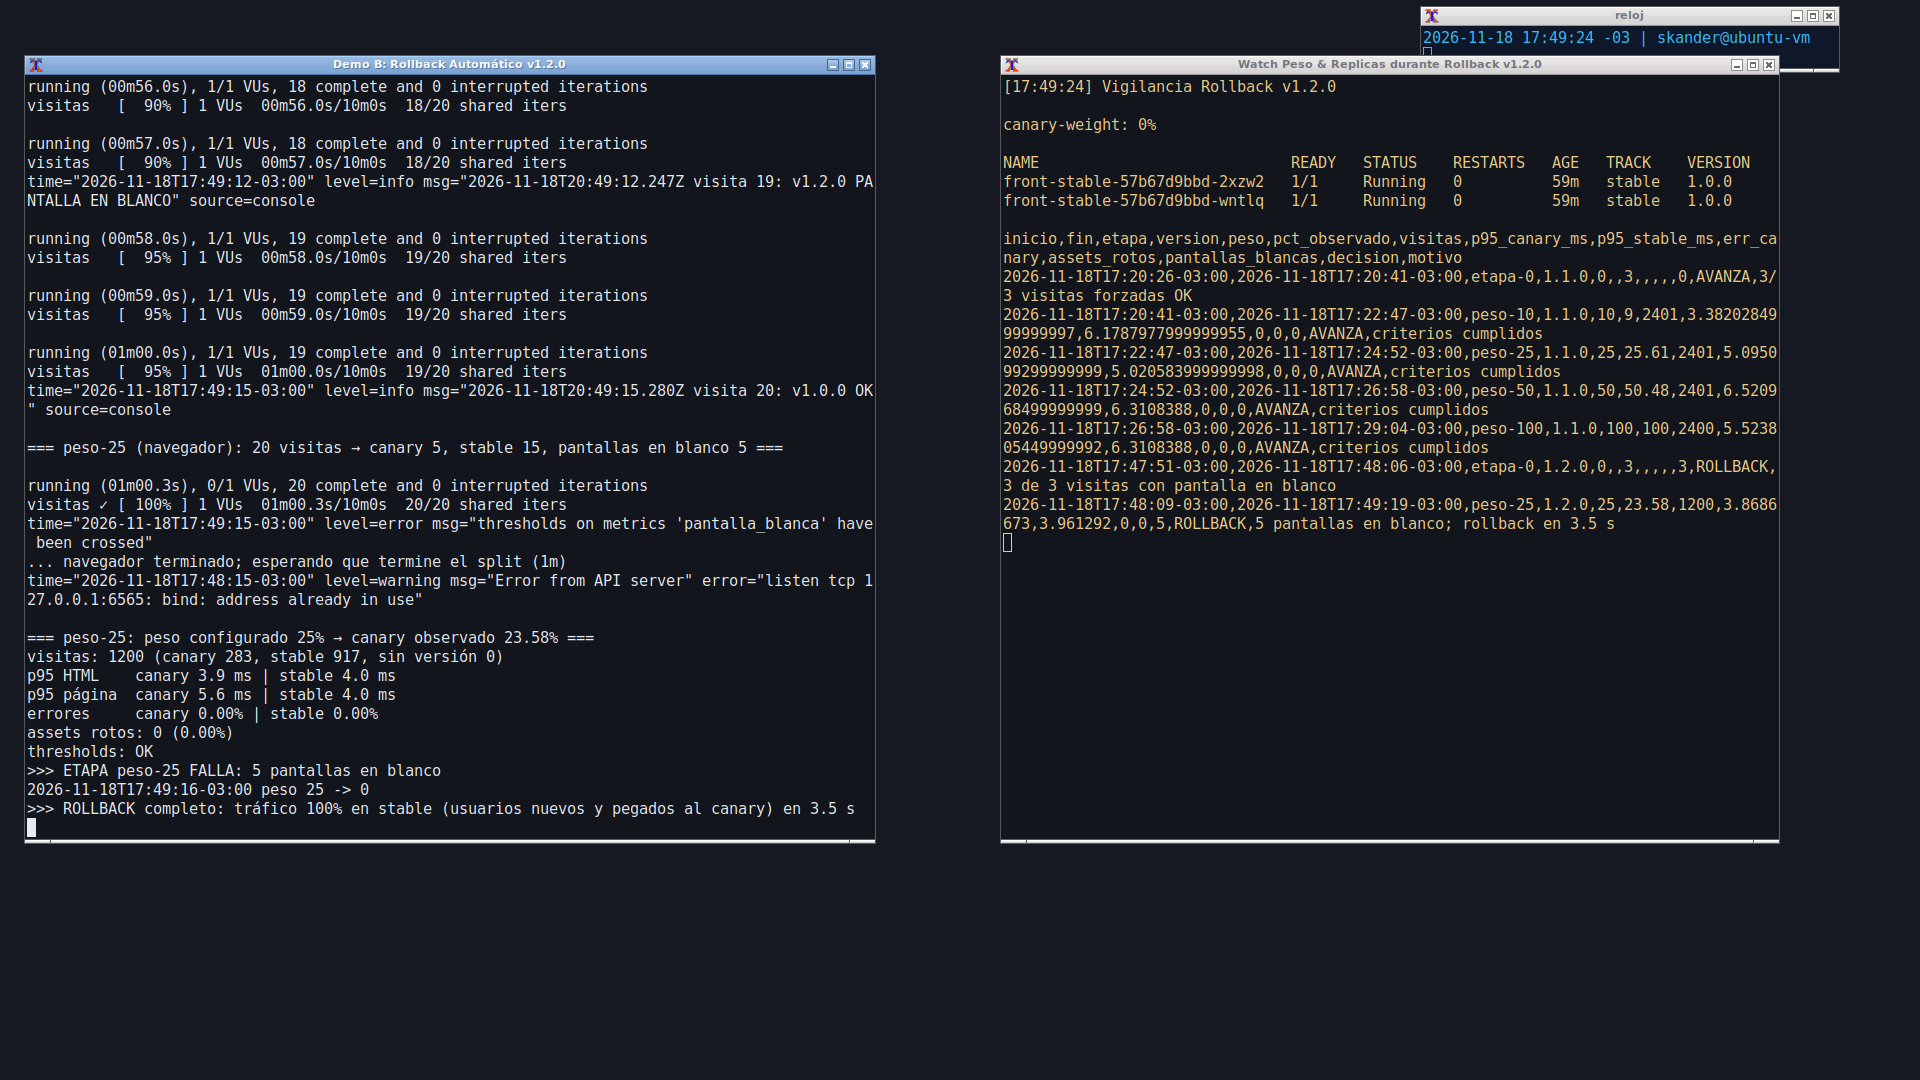 reloj
2026-11-18 17:49:24 -03 | skander@ubuntu-vm
Demo B: Rollback Automático v1.2.0
running (00m56.0s), 1/1 VUs, 18 complete and 0 interrupted iterations
visitas   [  90% ] 1 VUs  00m56.0s/10m0s  18/20 shared iters
running (00m57.0s), 1/1 VUs, 18 complete and 0 interrupted iterations
visitas   [  90% ] 1 VUs  00m57.0s/10m0s  18/20 shared iters
time="2026-11-18T17:49:12-03:00" level=info msg="2026-11-18T20:49:12.247Z visita 19: v1.2.0 PA
NTALLA EN BLANCO" source=console
running (00m58.0s), 1/1 VUs, 19 complete and 0 interrupted iterations
visitas   [  95% ] 1 VUs  00m58.0s/10m0s  19/20 shared iters
running (00m59.0s), 1/1 VUs, 19 complete and 0 interrupted iterations
visitas   [  95% ] 1 VUs  00m59.0s/10m0s  19/20 shared iters
running (01m00.0s), 1/1 VUs, 19 complete and 0 interrupted iterations
visitas   [  95% ] 1 VUs  01m00.0s/10m0s  19/20 shared iters
time="2026-11-18T17:49:15-03:00" level=info msg="2026-11-18T20:49:15.280Z visita 20: v1.0.0 OK
" source=console
=== peso-25 (navegador): 20 visitas → canary 5, stable 15, pantallas en blanco 5 ===
running (01m00.3s), 0/1 VUs, 20 complete and 0 interrupted iterations
visitas ✓ [ 100% ] 1 VUs  01m00.3s/10m0s  20/20 shared iters
time="2026-11-18T17:49:15-03:00" level=error msg="thresholds on metrics 'pantalla_blanca' have
 been crossed"
... navegador terminado; esperando que termine el split (1m)
time="2026-11-18T17:48:15-03:00" level=warning msg="Error from API server" error="listen tcp 1
27.0.0.1:6565: bind: address already in use"
=== peso-25: peso configurado 25% → canary observado 23.58% ===
visitas: 1200 (canary 283, stable 917, sin versión 0)
p95 HTML    canary 3.9 ms | stable 4.0 ms
p95 página  canary 5.6 ms | stable 4.0 ms
errores     canary 0.00% | stable 0.00%
assets rotos: 0 (0.00%)
thresholds: OK
>>> ETAPA peso-25 FALLA: 5 pantallas en blanco
2026-11-18T17:49:16-03:00 peso 25 -> 0
>>> ROLLBACK completo: tráfico 100% en stable (usuarios nuevos y pegados al canary) en 3.5 s
Watch Peso & Replicas durante Rollback v1.2.0
[17:49:24] Vigilancia Rollback v1.2.0
canary-weight: 0%
NAME                            READY   STATUS    RESTARTS   AGE   TRACK    VERSION
front-stable-57b67d9bbd-2xzw2   1/1     Running   0          59m   stable   1.0.0
front-stable-57b67d9bbd-wntlq   1/1     Running   0          59m   stable   1.0.0
inicio,fin,etapa,version,peso,pct_observado,visitas,p95_canary_ms,p95_stable_ms,err_ca
nary,assets_rotos,pantallas_blancas,decision,motivo
2026-11-18T17:20:26-03:00,2026-11-18T17:20:41-03:00,etapa-0,1.1.0,0,,3,,,,,0,AVANZA,3/
3 visitas forzadas OK
2026-11-18T17:20:41-03:00,2026-11-18T17:22:47-03:00,peso-10,1.1.0,10,9,2401,3.38202849
99999997,6.1787977999999955,0,0,0,AVANZA,criterios cumplidos
2026-11-18T17:22:47-03:00,2026-11-18T17:24:52-03:00,peso-25,1.1.0,25,25.61,2401,5.0950
99299999999,5.020583999999998,0,0,0,AVANZA,criterios cumplidos
2026-11-18T17:24:52-03:00,2026-11-18T17:26:58-03:00,peso-50,1.1.0,50,50.48,2401,6.5209
68499999999,6.3108388,0,0,0,AVANZA,criterios cumplidos
2026-11-18T17:26:58-03:00,2026-11-18T17:29:04-03:00,peso-100,1.1.0,100,100,2400,5.5238
05449999992,6.3108388,0,0,0,AVANZA,criterios cumplidos
2026-11-18T17:47:51-03:00,2026-11-18T17:48:06-03:00,etapa-0,1.2.0,0,,3,,,,,3,ROLLBACK,
3 de 3 visitas con pantalla en blanco
2026-11-18T17:48:09-03:00,2026-11-18T17:49:19-03:00,peso-25,1.2.0,25,23.58,1200,3.8686
673,3.961292,0,0,5,ROLLBACK,5 pantallas en blanco; rollback en 3.5 s